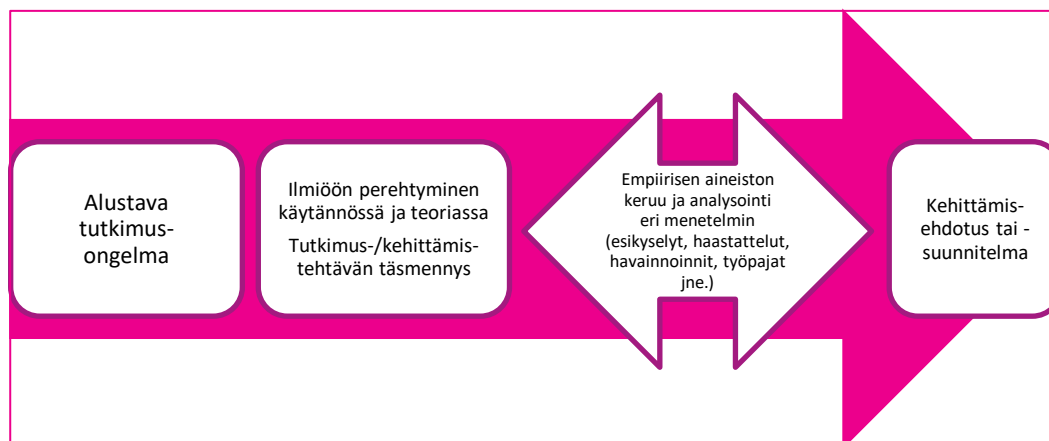 Alustava
tutkimus-
ongelma
Ilmiöön perehtyminen
käytännössä ja teoriassa
Tutkimus-/kehittämis-
tehtävän täsmennys
Empiirisen aineiston
keruu ja analysointi
eri menetelmin
(esikyselyt, haastattelut,
havainnoinnit, työpajat
jne.)
Kehittämis-
ehdotus tai -
suunnitelma